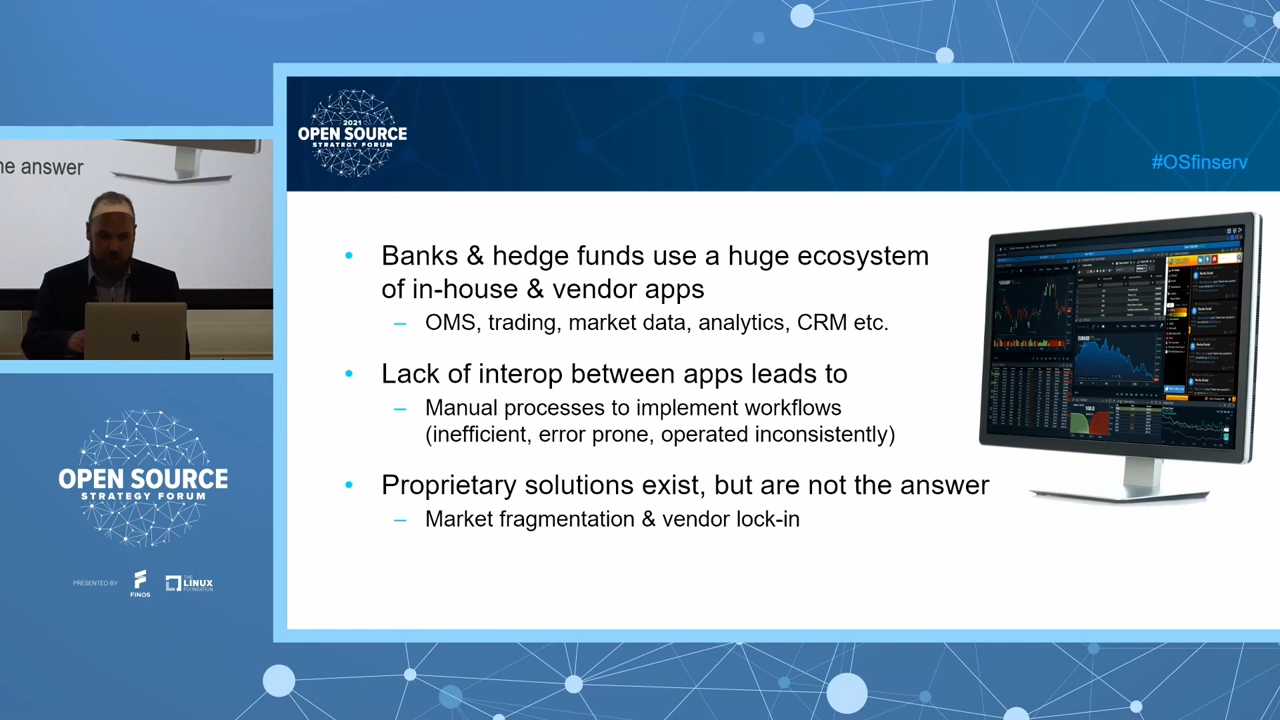 2021
OPEN SOURCE
STRATEGY FORUM
#OSfinserv
he answer
• Banks & hedge funds use a huge ecosystem
of in-house & vendor apps
– OMS, trading, market data, analytics, CRM etc.
• Lack of interop between apps leads to
– Manual processes to implement workflows
(inefficient, error prone, operated inconsistently)
• Proprietary solutions exist, but are not the answer
– Market fragmentation & vendor lock-in
OPEN SOURCE
STRATEGY FORUM
PRESENTED BY
FINOS
THE
LINUX
FOUNDATION